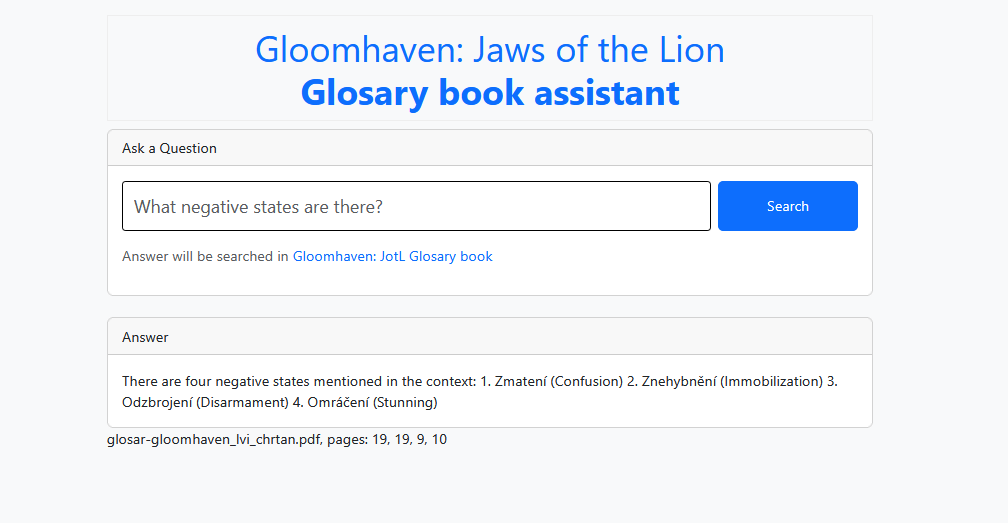 Gloomhaven: Jaws of the Lion
Glosary book assistant
Ask a Question
What negative states are there?
Search
Answer will be searched in Gloomhaven: JotL Glosary book
Answer
There are four negative states mentioned in the context: 1. Zmatení (Confusion) 2. Znehybnění (Immobilization) 3.
Odzbrojení (Disarmament) 4. Omráčení (Stunning)
glosar-gloomhaven_lvi_chrtan.pdf, pages: 19, 19, 9, 10